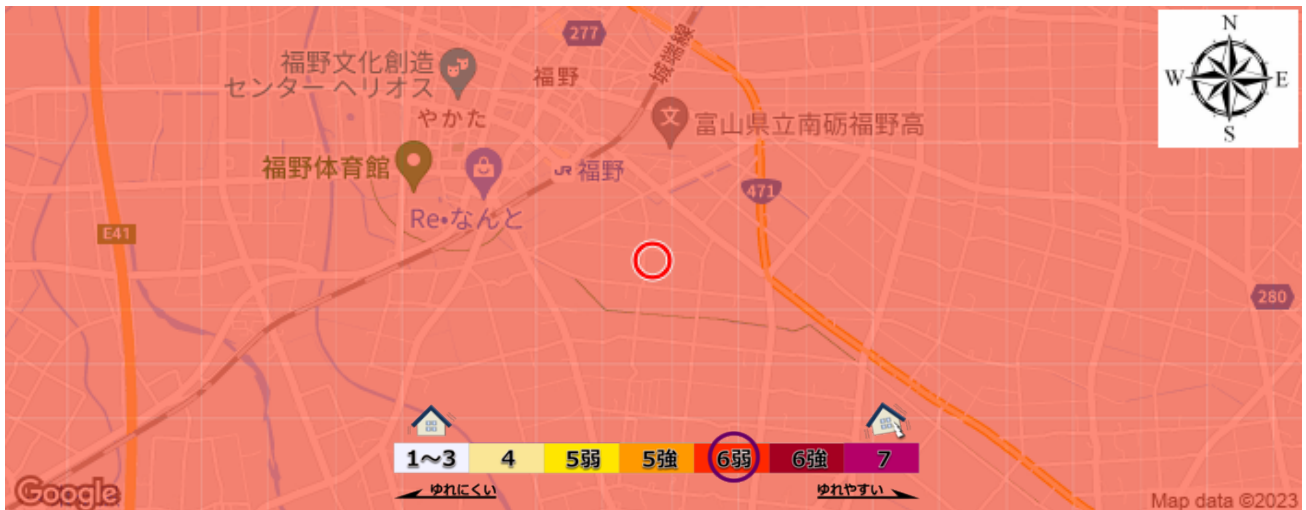 277
N
W E
S
福野文化創造
センター ヘリオス
福野
城端線
やかた
富山県立南砺福野高
福野体育館
JR 福野
471
Re•なんと
E41
280
1〜3 4 5弱 5強 6弱 6強 7
ゆれにくい ゆれやすい
Google
Map data ©2023